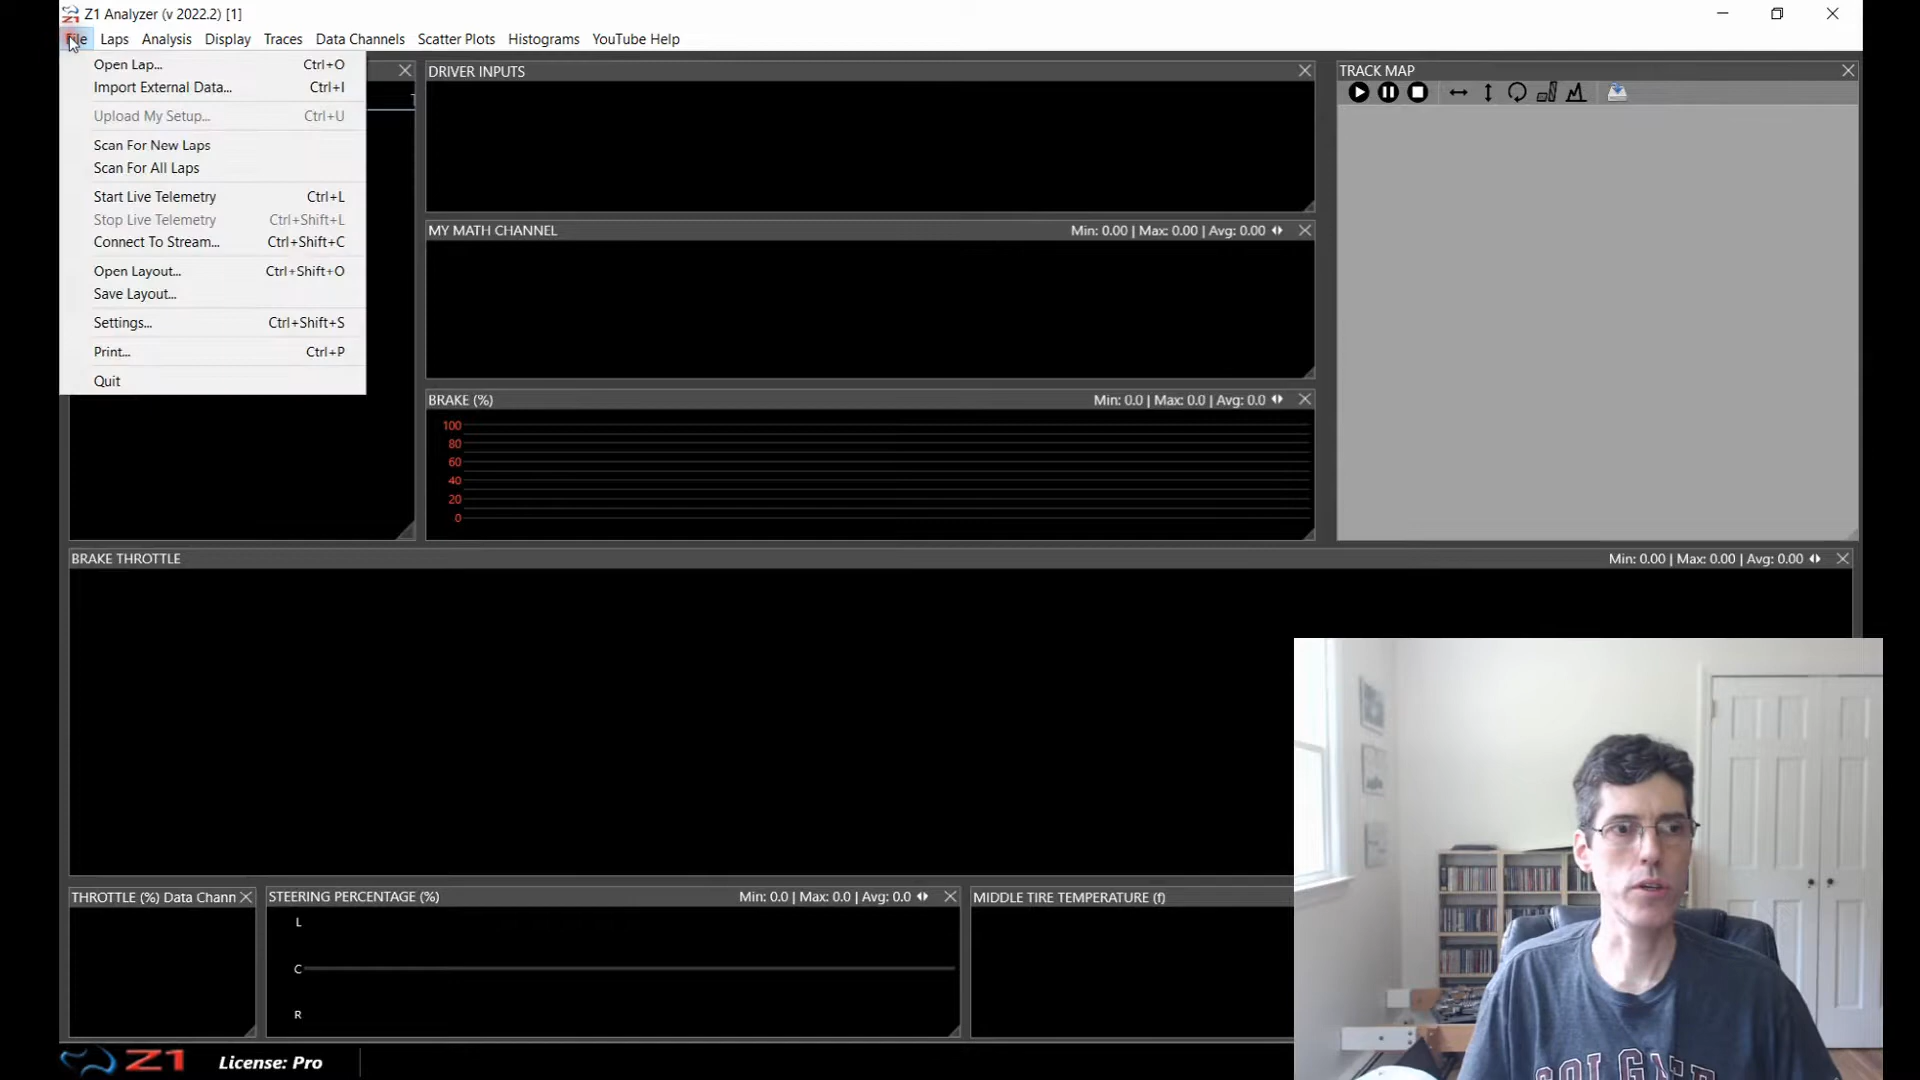 Z1 Analyzer (v 2022.2) [1]
File Laps Analysis Display Traces Data Channels Scatter Plots Histograms YouTube Help
Open Lap... Ctrl+O
Import External Data... Ctrl+I
Upload My Setup... Ctrl+U
Scan For New Laps
Scan For All Laps
Start Live Telemetry Ctrl+L
Stop Live Telemetry Ctrl+Shift+L
Connect To Stream... Ctrl+Shift+C
Open Layout... Ctrl+Shift+O
Save Layout...
Settings... Ctrl+Shift+S
Print... Ctrl+P
Quit
DRIVER INPUTS
TRACK MAP
MY MATH CHANNEL Min: 0.00 | Max: 0.00 | Avg: 0.00
BRAKE (%) Min: 0.0 | Max: 0.0 | Avg: 0.0
100
80
60
40
20
0
BRAKE THROTTLE Min: 0.00 | Max: 0.00 | Avg: 0.00
THROTTLE (%) Data Chann
STEERING PERCENTAGE (%) Min: 0.0 | Max: 0.0 | Avg: 0.0
L
C
R
MIDDLE TIRE TEMPERATURE (f)
Z1 License: Pro
COLGATE